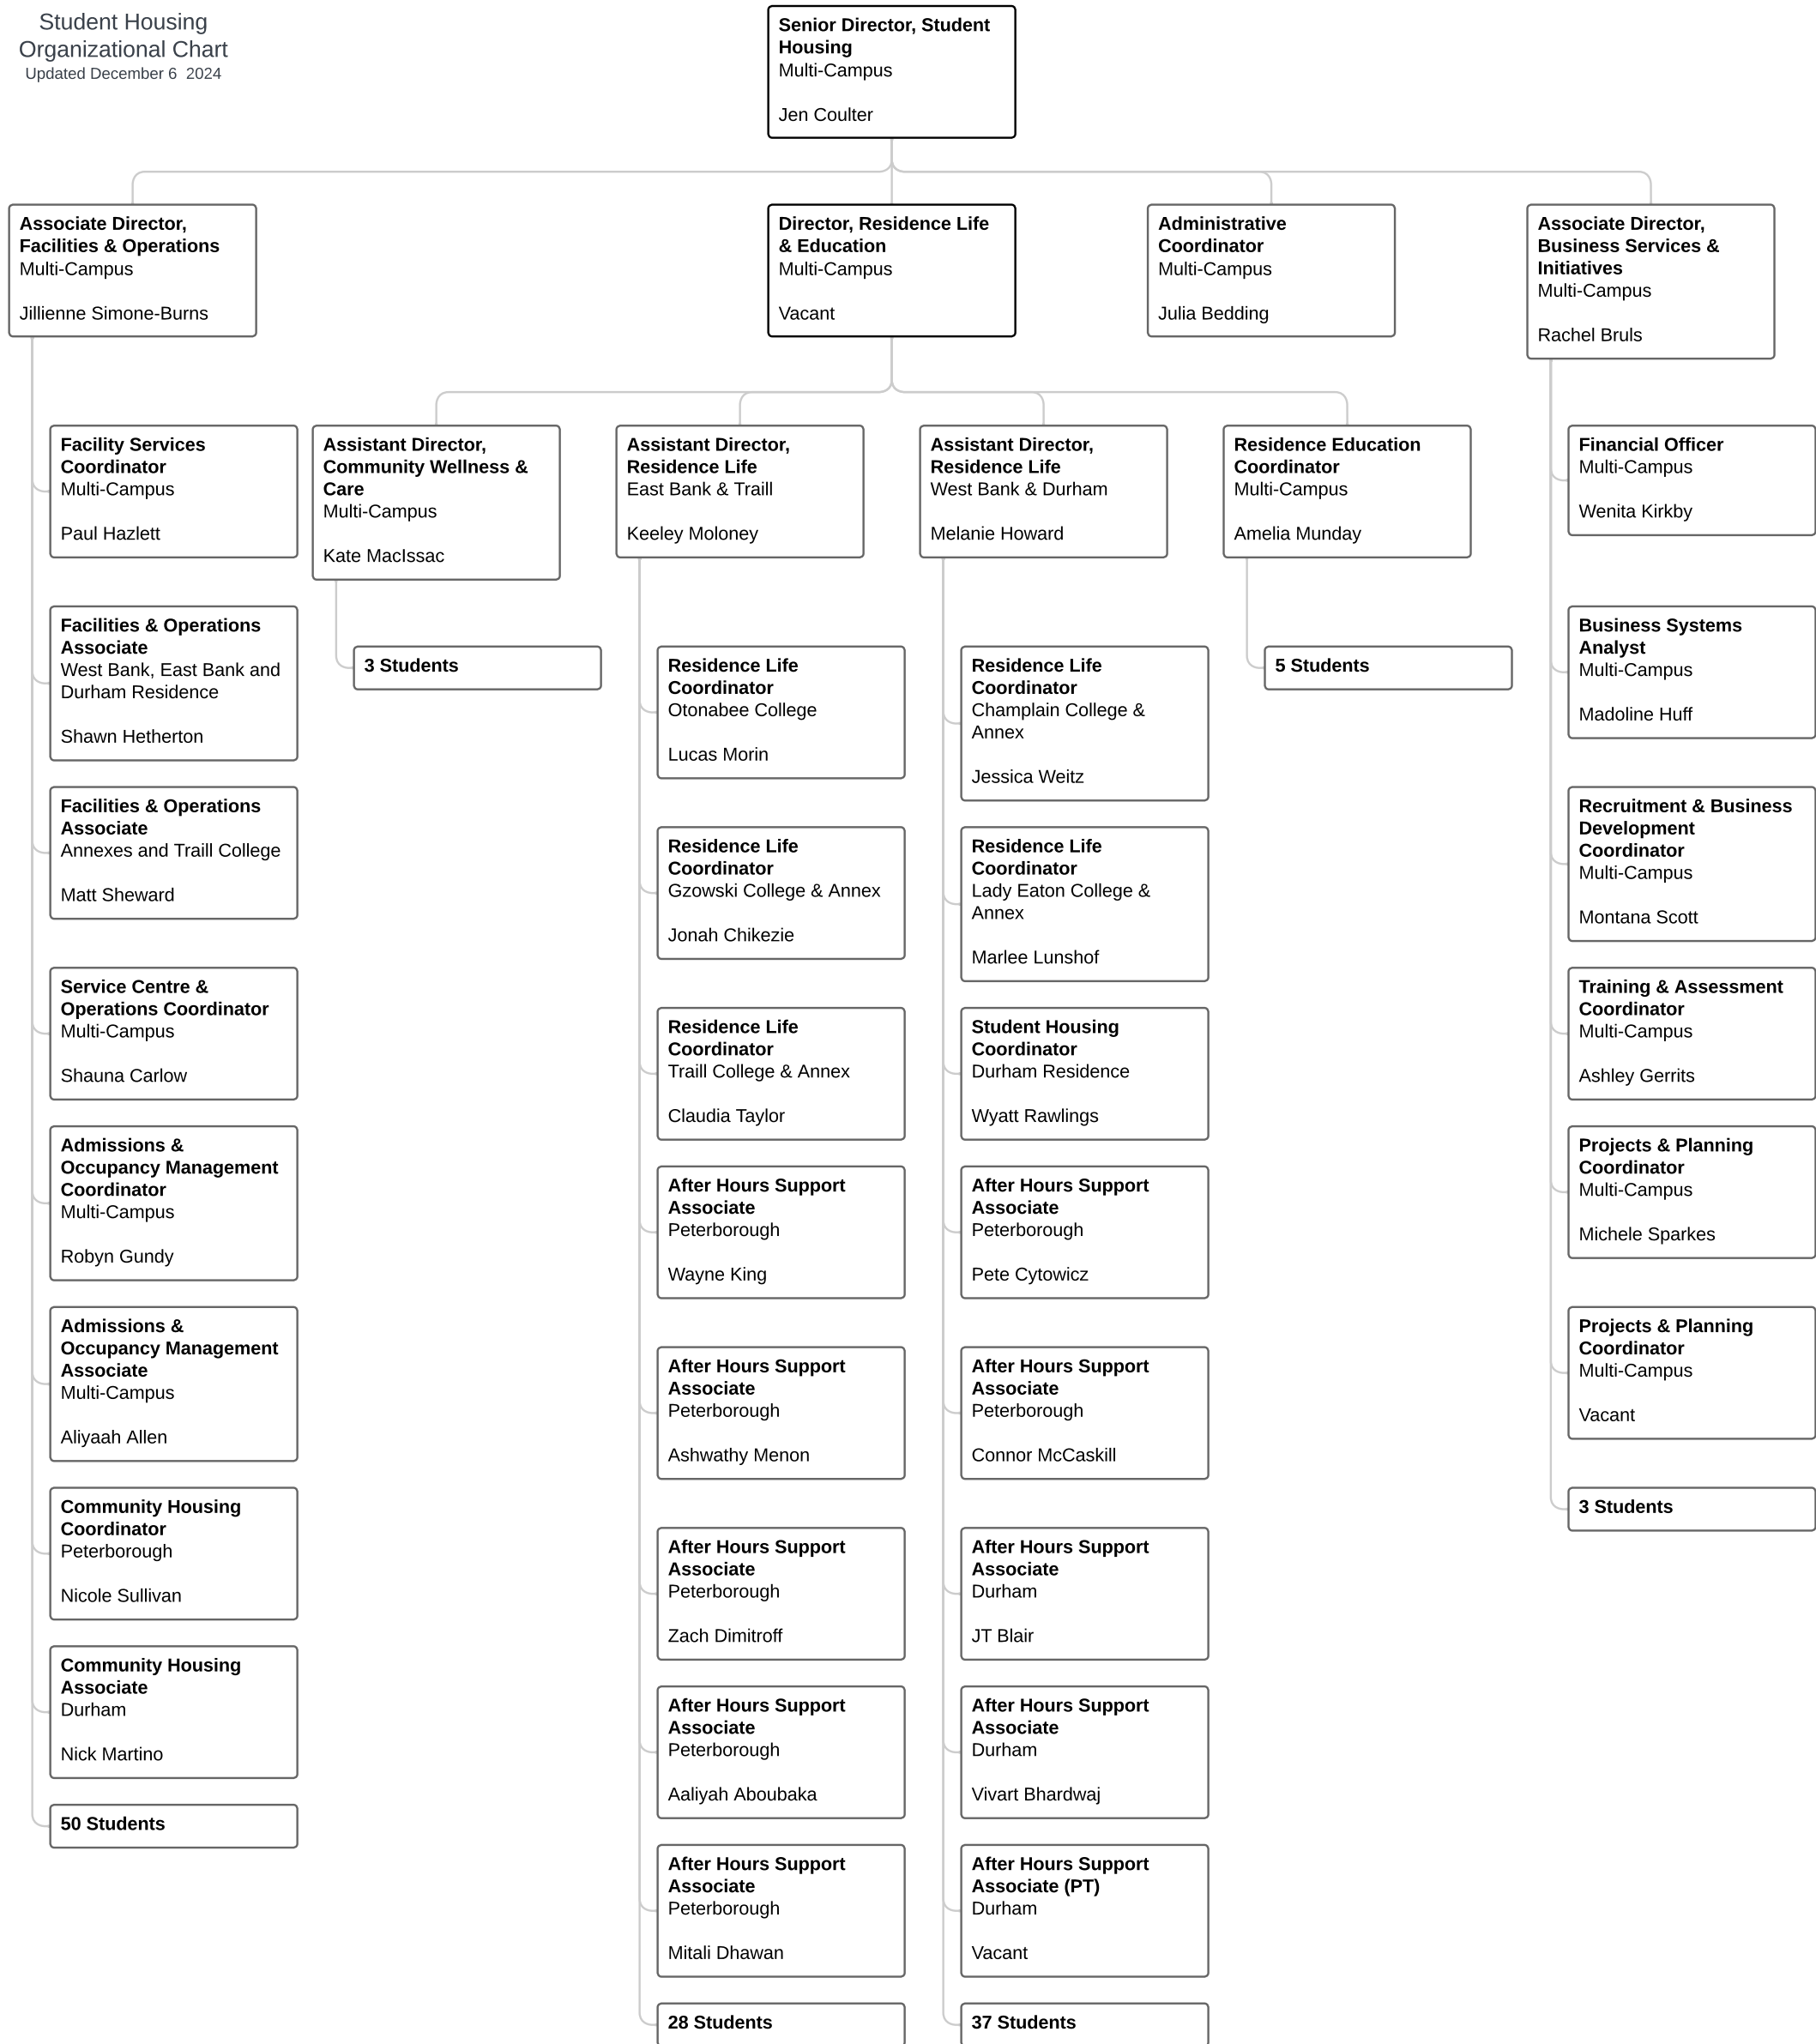 Student Housing
Organizational Chart
Updated December 6 2024
Senior Director, Student
Housing
Multi-Campus
Jen Coulter
Associate Director,
Facilities & Operations
Multi-Campus
Jillienne Simone-Burns
Director, Residence Life
& Education
Multi-Campus
Vacant
Administrative
Coordinator
Multi-Campus
Julia Bedding
Associate Director,
Business Services &
Initiatives
Multi-Campus
Rachel Bruls
Facility Services
Coordinator
Multi-Campus
Paul Hazlett
Facilities & Operations
Associate
West Bank, East Bank and
Durham Residence
Shawn Hetherton
Facilities & Operations
Associate
Annexes and Traill College
Matt Sheward
Service Centre &
Operations Coordinator
Multi-Campus
Shauna Carlow
Admissions &
Occupancy Management
Coordinator
Multi-Campus
Robyn Gundy
Admissions &
Occupancy Management
Associate
Multi-Campus
Aliyaah Allen
Community Housing
Coordinator
Peterborough
Nicole Sullivan
Community Housing
Associate
Durham
Nick Martino
50 Students
Assistant Director,
Community Wellness &
Care
Multi-Campus
Kate MacIssac
3 Students
Assistant Director,
Residence Life
East Bank & Traill
Keeley Moloney
Residence Life
Coordinator
Otonabee College
Lucas Morin
Residence Life
Coordinator
Gzowski College & Annex
Jonah Chikezie
Residence Life
Coordinator
Traill College & Annex
Claudia Taylor
After Hours Support
Associate
Peterborough
Wayne King
After Hours Support
Associate
Peterborough
Ashwathy Menon
After Hours Support
Associate
Peterborough
Zach Dimitroff
After Hours Support
Associate
Peterborough
Aaliyah Aboubaka
After Hours Support
Associate
Peterborough
Mitali Dhawan
28 Students
Assistant Director,
Residence Life
West Bank & Durham
Melanie Howard
Residence Life
Coordinator
Champlain College &
Annex
Jessica Weitz
Residence Life
Coordinator
Lady Eaton College &
Annex
Marlee Lunshof
Student Housing
Coordinator
Durham Residence
Wyatt Rawlings
After Hours Support
Associate
Peterborough
Pete Cytowicz
After Hours Support
Associate
Peterborough
Connor McCaskill
After Hours Support
Associate
Durham
JT Blair
After Hours Support
Associate
Durham
Vivart Bhardwaj
After Hours Support
Associate (PT)
Durham
Vacant
37 Students
Residence Education
Coordinator
Multi-Campus
Amelia Munday
5 Students
Financial Officer
Multi-Campus
Wenita Kirkby
Business Systems
Analyst
Multi-Campus
Madoline Huff
Recruitment & Business
Development
Coordinator
Multi-Campus
Montana Scott
Training & Assessment
Coordinator
Multi-Campus
Ashley Gerrits
Projects & Planning
Coordinator
Multi-Campus
Michele Sparkes
Projects & Planning
Coordinator
Multi-Campus
Vacant
3 Students